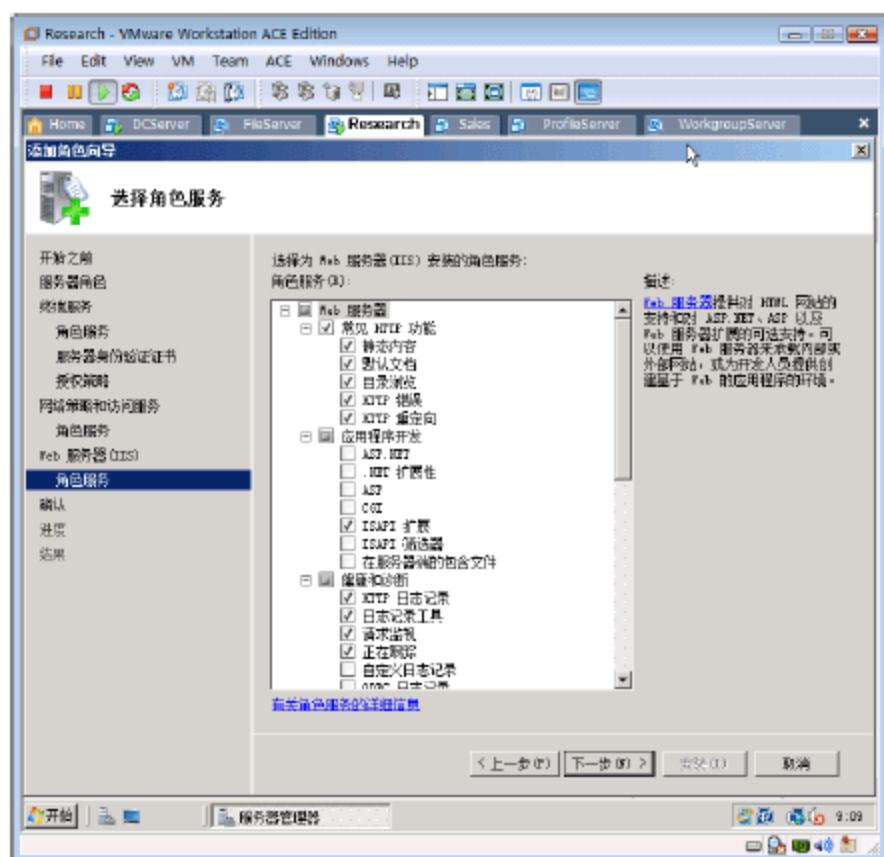 Research - VMware Workstation ACE Edition
File Edit View VM Team ACE Windows Help
Home DCServer FileServer Research Sales ProfileServer WorkgroupServer
添加角色向导
选择角色服务
开始之前
服务器角色
终端服务
角色服务
服务器身份验证证书
授权策略
网络策略和访问服务
角色服务
Web 服务器(IIS)
角色服务
确认
进度
结果
选择为 Web 服务器(IIS) 安装的角色服务:
角色服务(R):
Web 服务器
常见 HTTP 功能
静态内容
默认文档
目录浏览
HTTP 错误
HTTP 重定向
应用程序开发
ASP.NET
.NET 扩展性
ASP
CGI
ISAPI 扩展
ISAPI 筛选器
在服务器端的包含文件
健康和诊断
HTTP 日志记录
日志记录工具
请求监视
正在跟踪
自定义日志记录
ODBC 日志记录
有关角色服务的详细信息
描述:
Web 服务器提供对 HTML 网站的
支持和对 ASP.NET、ASP 以及
Web 服务器扩展的可选支持。可
以使用 Web 服务器来承载内部或
外部网站，或为开发人员提供创
建基于 Web 的应用程序的环境。
< 上一步(P) 下一步(N) > 安装(I) 取消
开始 服务器管理器 9:09